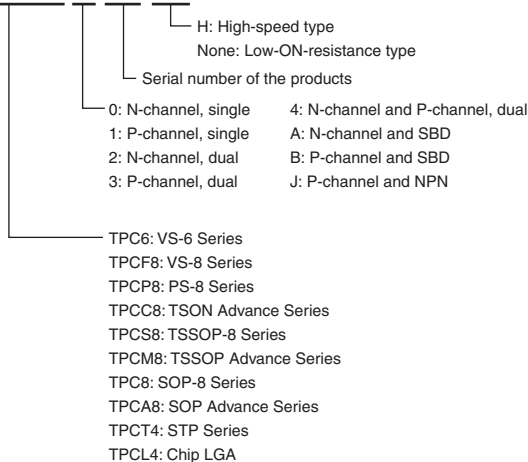 H: High-speed type
None: Low-ON-resistance type
Serial number of the products
0: N-channel, single 4: N-channel and P-channel, dual
1: P-channel, single A: N-channel and SBD
2: N-channel, dual B: P-channel and SBD
3: P-channel, dual J: P-channel and NPN
TPC6: VS-6 Series
TPCF8: VS-8 Series
TPCP8: PS-8 Series
TPCC8: TSON Advance Series
TPCS8: TSSOP-8 Series
TPCM8: TSSOP Advance Series
TPC8: SOP-8 Series
TPCA8: SOP Advance Series
TPCT4: STP Series
TPCL4: Chip LGA